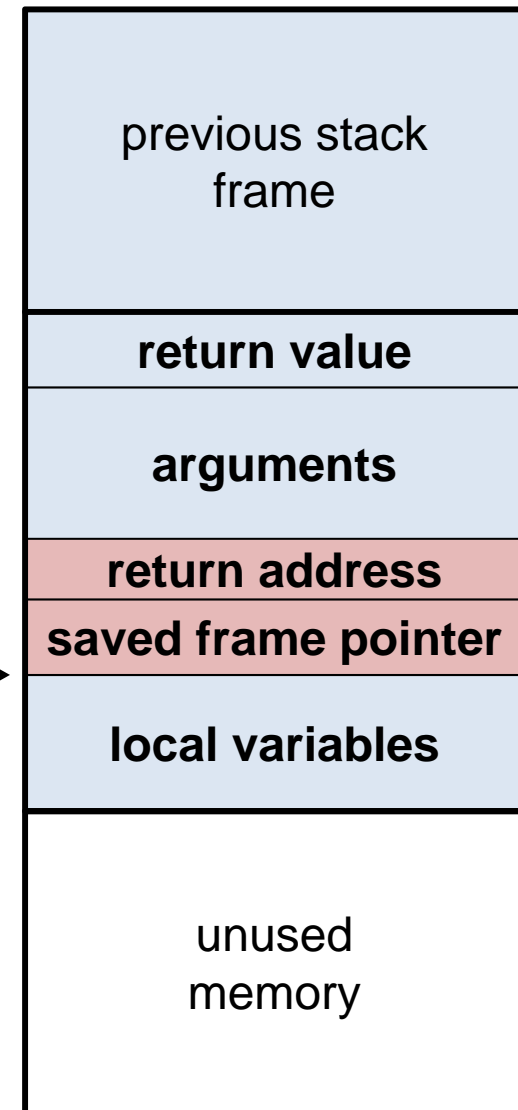 previous stack
frame
return value
arguments
return address
saved frame pointer
local variables
unused
memory